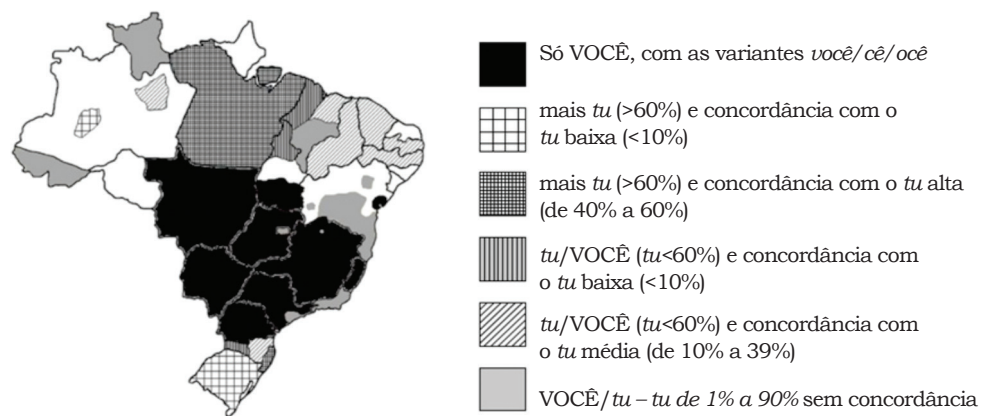 Só VOCÊ, com as variantes você/cê/ocê
mais tu (>60%) e concordância com o
tu baixa (<10%)
mais tu (>60%) e concordância com o tu alta
(de 40% a 60%)
tu/VOCÊ (tu<60%) e concordância com
o tu baixa (<10%)
tu/VOCÊ (tu<60%) e concordância com
o tu média (de 10% a 39%)
VOCÊ/tu – tu de 1% a 90% sem concordância